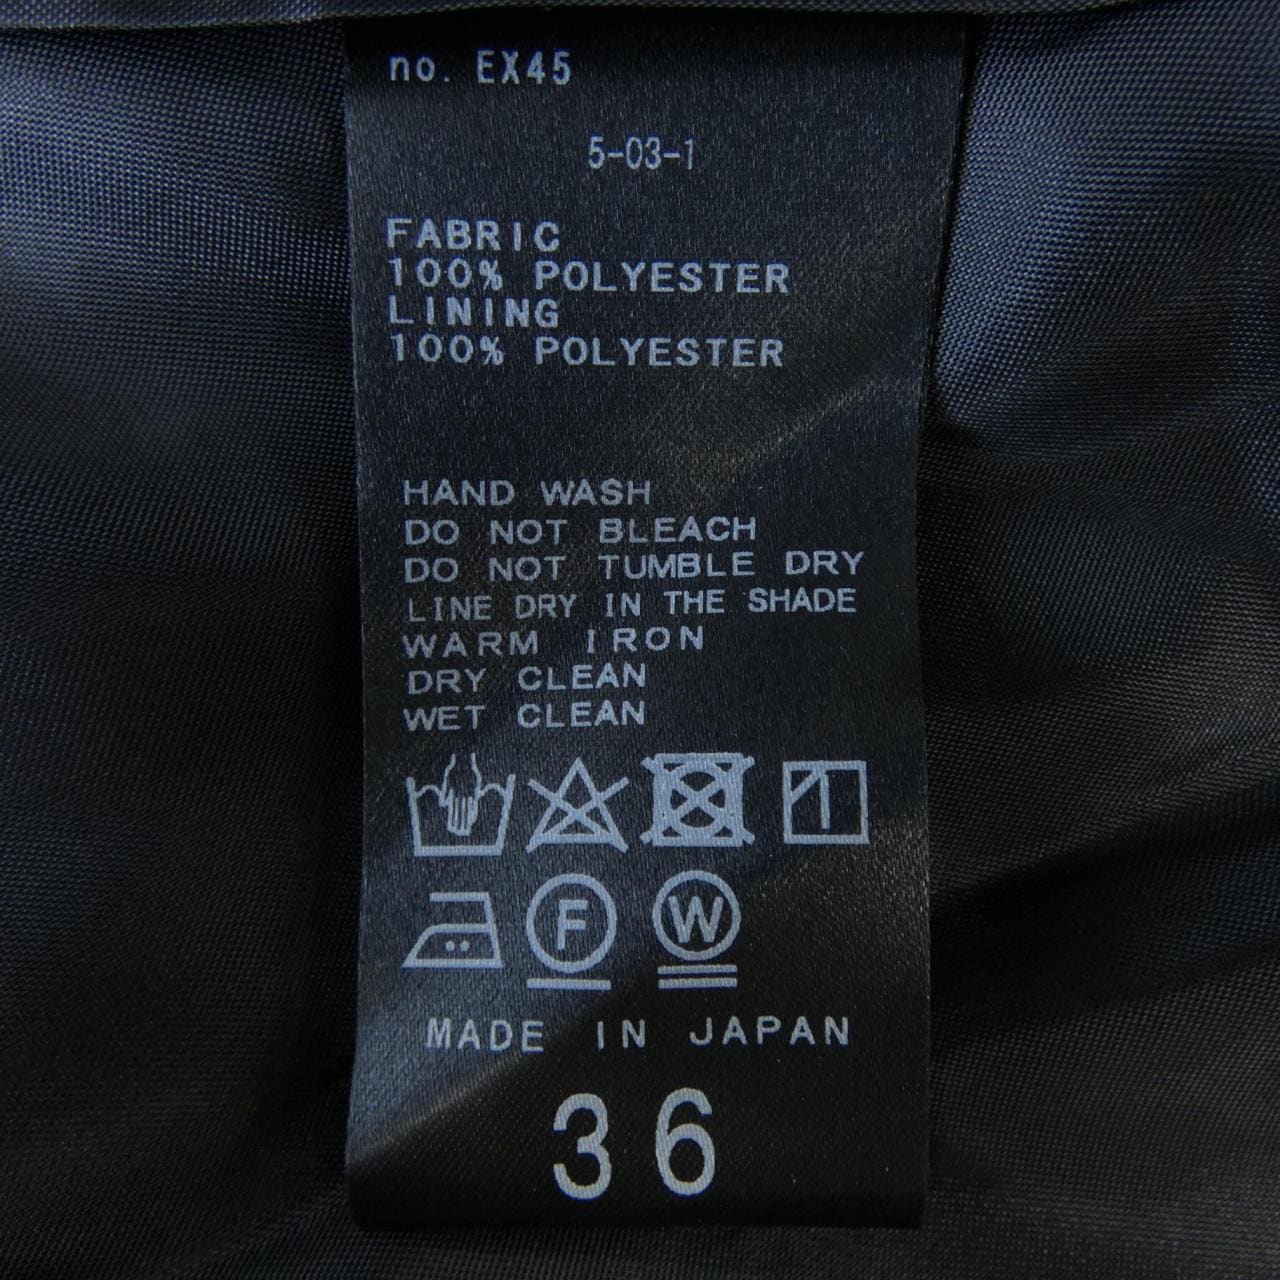 no. EX45
5-03-1
FABRIC
100% POLYESTER
LINING
100% POLYESTER
HAND WASH
DO NOT BLEACH
DO NOT TUMBLE DRY
LINE DRY IN THE SHADE
WARM IRON
DRY CLEAN
WET CLEAN
F W
MADE IN JAPAN
36